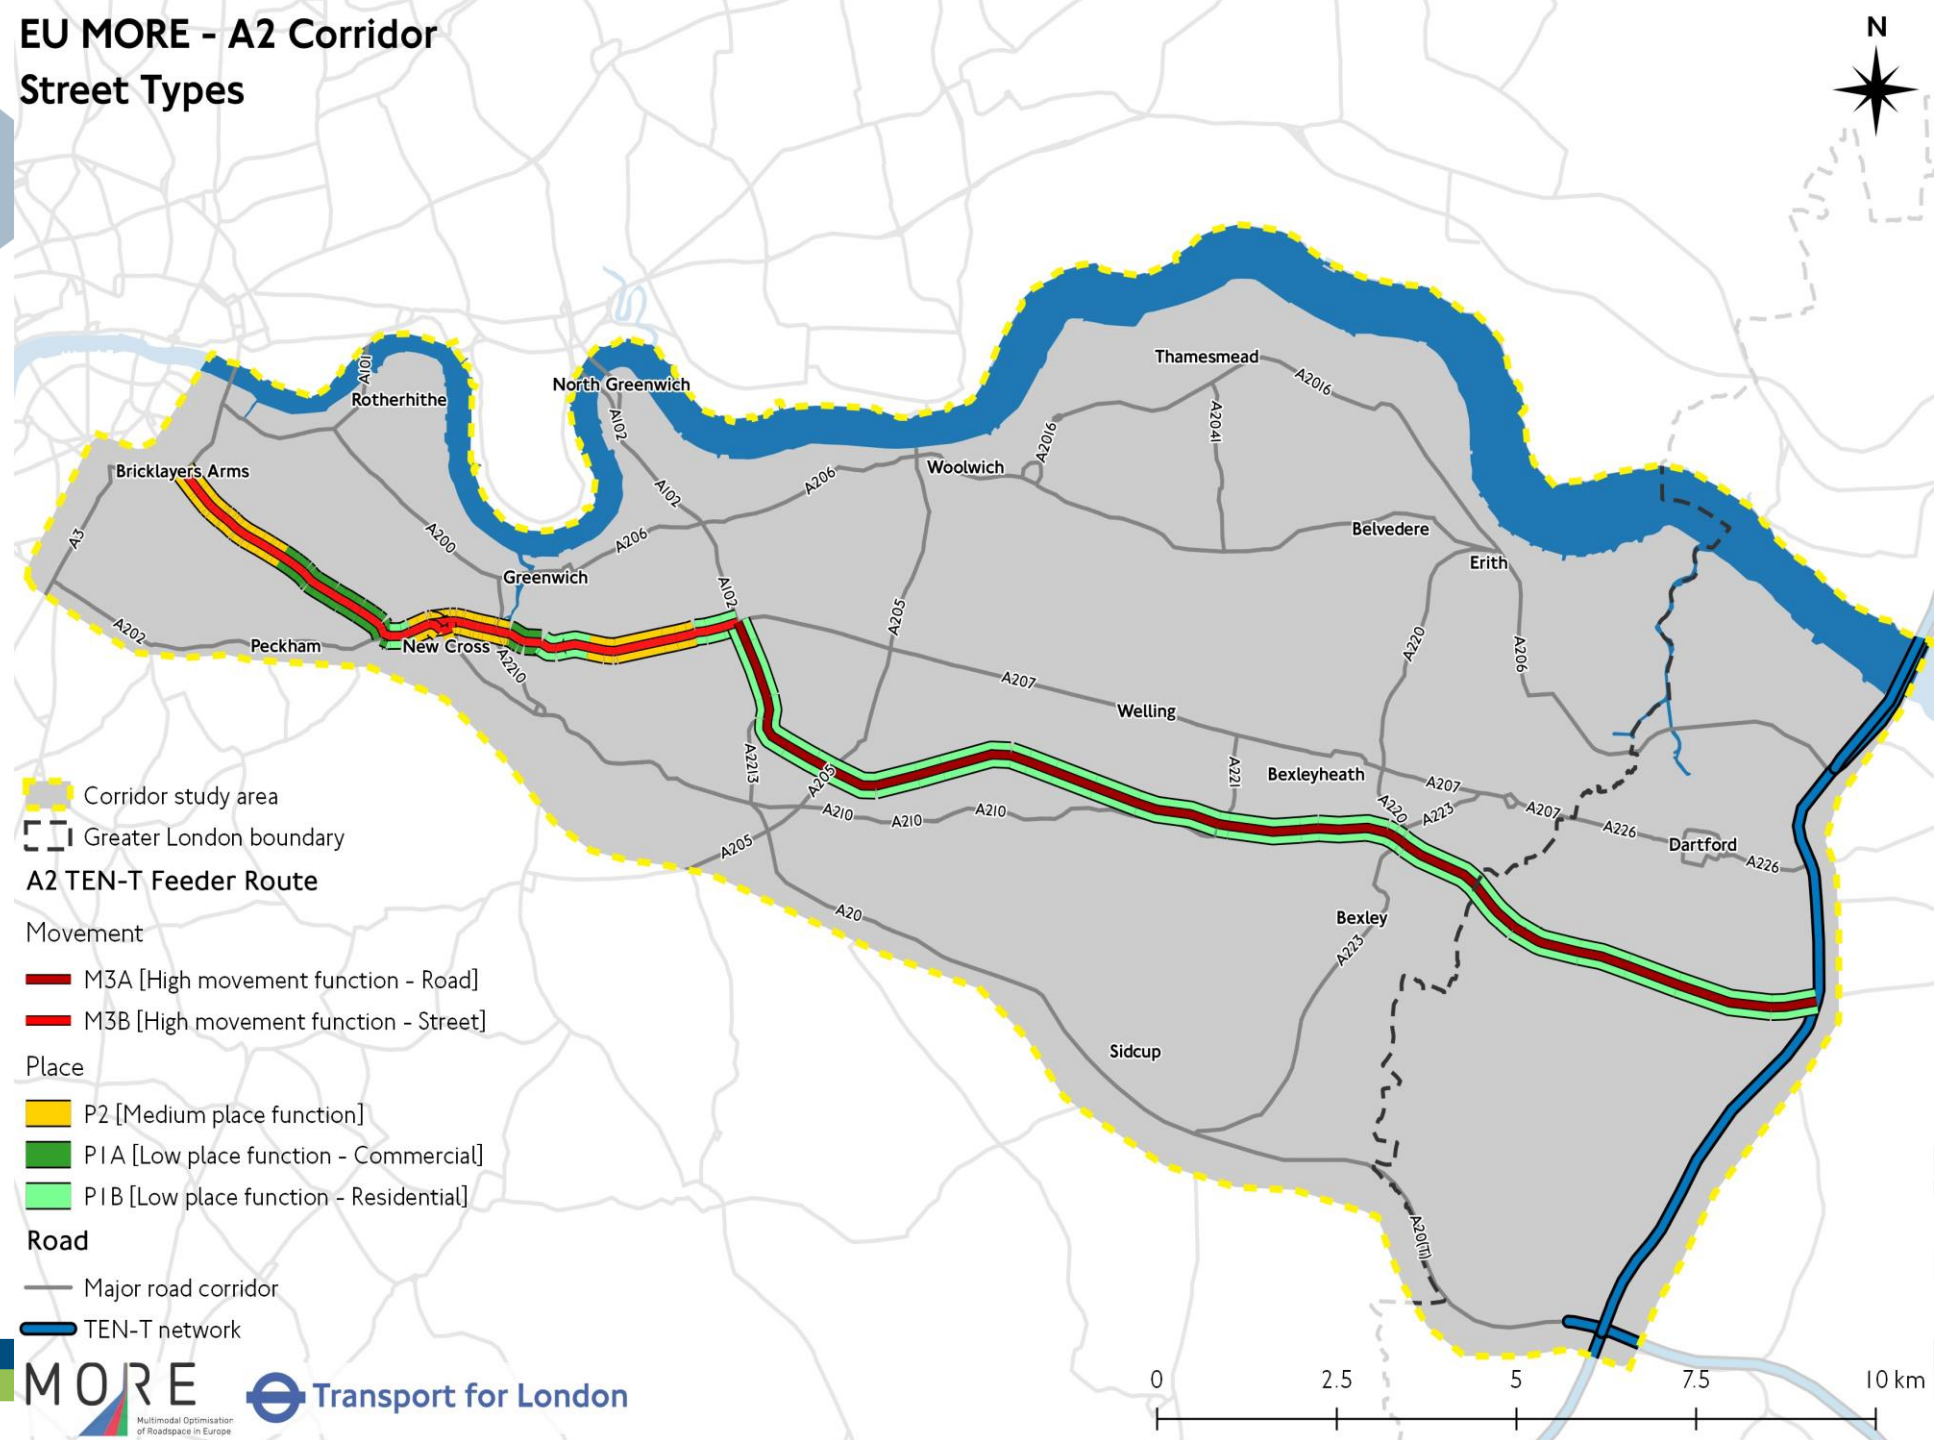 EU MORE - A2 Corridor
Street Types
N
Thamesmead
A2016
A101
North Greenwich
Rotherhithe
A102
A2041
A2016
Bricklayers Arms
Woolwich
A206
A102
A3
A200
A206
Belvedere
Erith
Greenwich
A102
A205
A202
Peckham
New Cross
A2210
A220
A206
A207
Welling
A2213
A205
A221
Bexleyheath
A207
A220
A223
A207
A226
Dartford
A226
A210
A210
A210
A205
A20
Bexley
A223
Sidcup
A20(T)
Corridor study area
Greater London boundary
A2 TEN-T Feeder Route
Movement
M3A [High movement function - Road]
M3B [High movement function - Street]
Place
P2 [Medium place function]
P1A [Low place function - Commercial]
P1B [Low place function - Residential]
Road
Major road corridor
TEN-T network
MORE
Multimodal Optimisation
of Roadspace in Europe
Transport for London
0 2.5 5 7.5 10 km